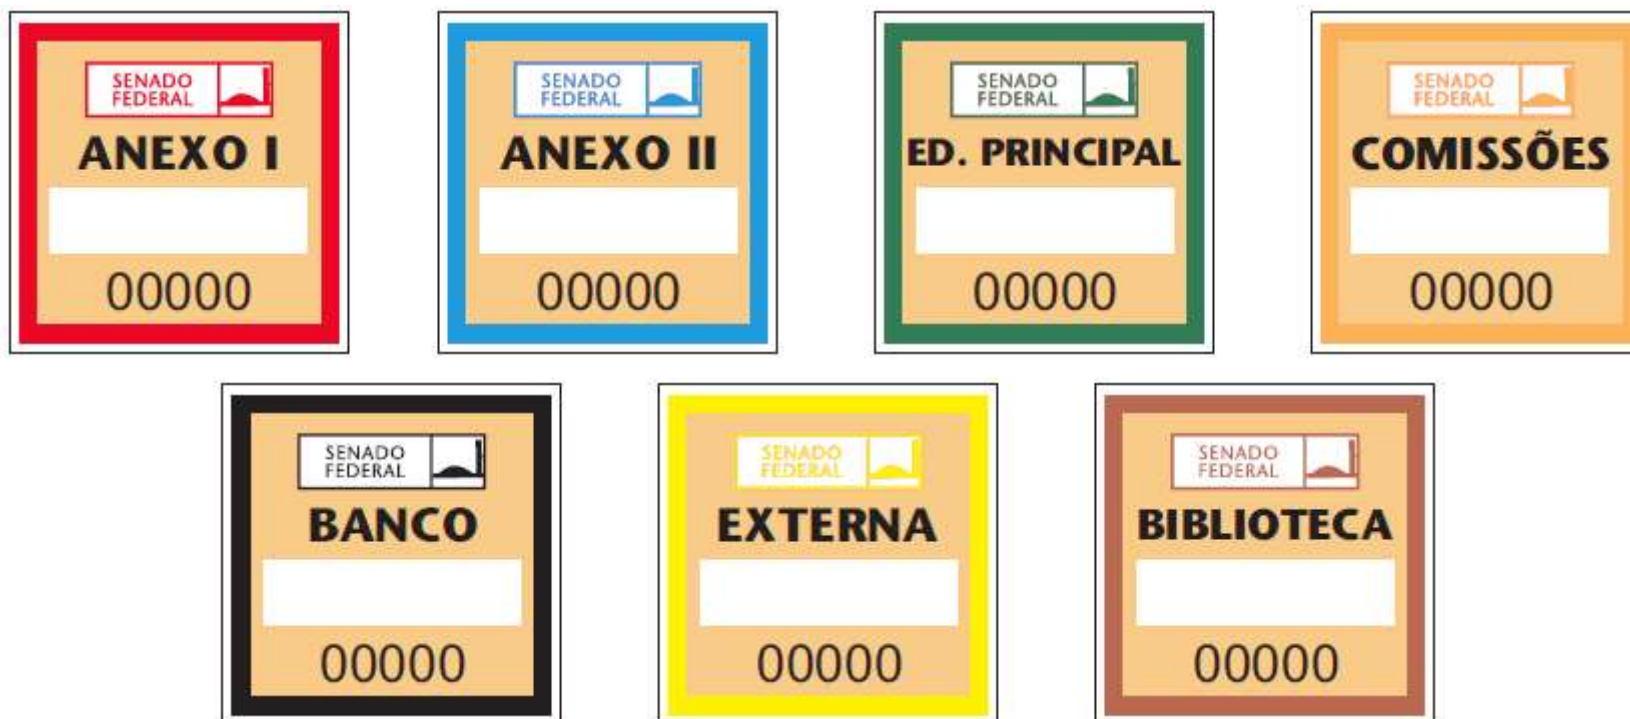 SENADO
FEDERAL
ANEXO I
00000
SENADO
FEDERAL
ANEXO II
00000
SENADO
FEDERAL
ED. PRINCIPAL
00000
SENADO
FEDERAL
COMISSÕES
00000
SENADO
FEDERAL
BANCO
00000
SENADO
FEDERAL
EXTERNA
00000
SENADO
FEDERAL
BIBLIOTECA
00000